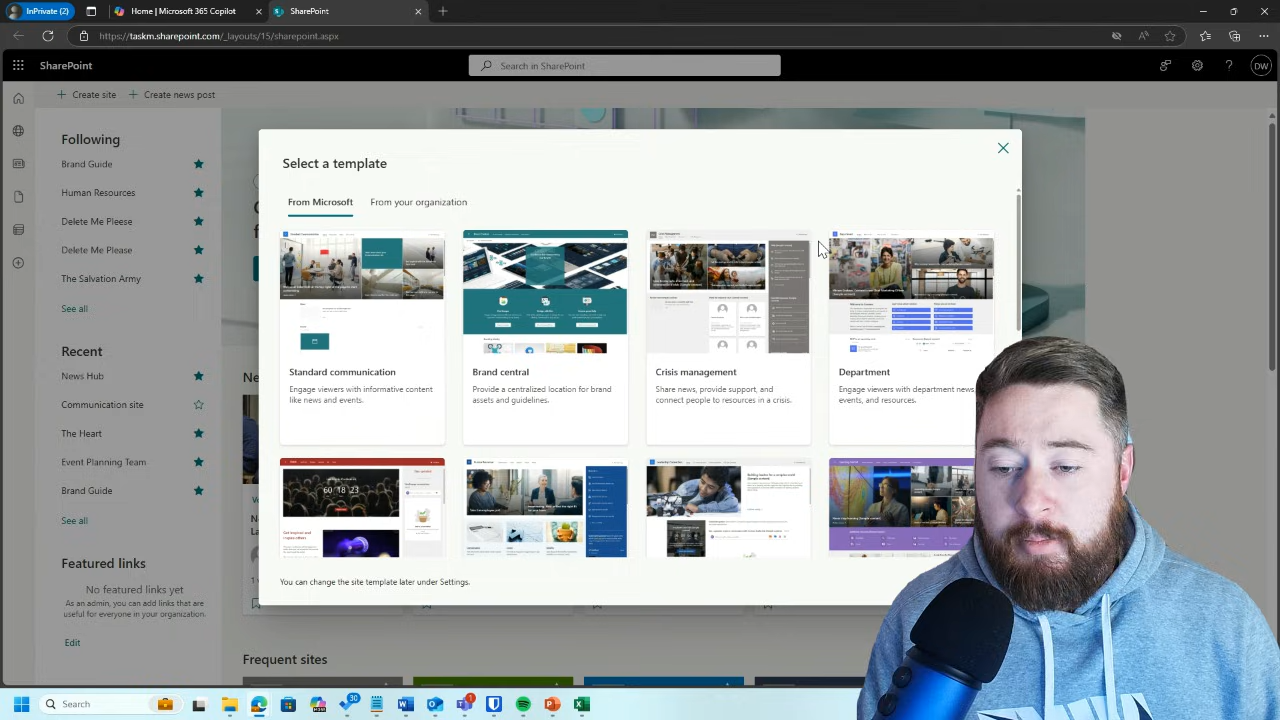 InPrivate (2)
Home | Microsoft 365 Copilot
SharePoint
https://taskm.sharepoint.com/_layouts/15/sharepoint.aspx
SharePoint
Search in SharePoint
DW
Create site
Create news post
Following
Brand Guide
Human Resources
Delete Me Pleese
Delete Me Please
Thompson Army
See all
Recent
News Hub
Communication site
The Heart
Event Planning Team
See all
Featured links
No featured links yet
As an admin, you can add links that are
useful for everyone in your organization.
Edit
Select a template
From Microsoft
From your organization
Standard communication
Engage viewers with informative content
like news and events.
Brand central
Provide a centralized location for brand
assets and guidelines.
Crisis management
Share news, provide support, and
connect people to resources in a crisis.
Department
Engage viewers with department news,
events, and resources.
You can change the site template later under Settings.
Frequent sites
Search
30
1